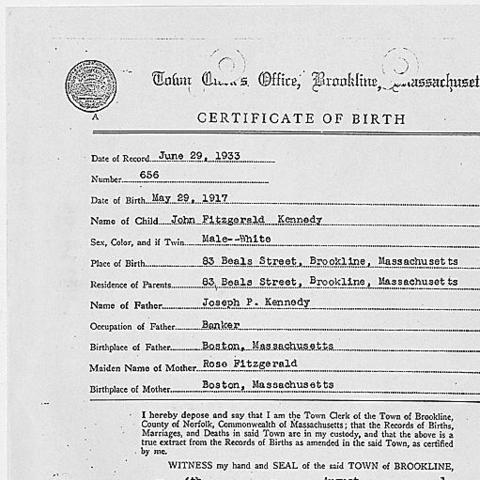 Town Clerk's Office, Brookline, Massachuset
A
CERTIFICATE OF BIRTH
Date of Record June 29, 1933
Number 656
Date of Birth May 29, 1917
Name of Child John Fitzgerald Kennedy
Sex, Color, and if Twin Male--White
Place of Birth 83 Beals Street, Brookline, Massachusetts
Residence of Parents 83 Beals Street, Brookline, Massachusetts
Name of Father Joseph P. Kennedy
Occupation of Father Banker
Birthplace of Father Boston, Massachusetts
Maiden Name of Mother Rose Fitzgerald
Birthplace of Mother Boston, Massachusetts
I hereby depose and say that I am the Town Clerk of the Town of Brookline,
County of Norfolk, Commonwealth of Massachusetts; that the Records of Births,
Marriages, and Deaths in said Town are in my custody, and that the above is a
true extract from the Records of Births as amended in the said Town, as certified
by me.
WITNESS my hand and SEAL of the said TOWN of BROOKLINE,